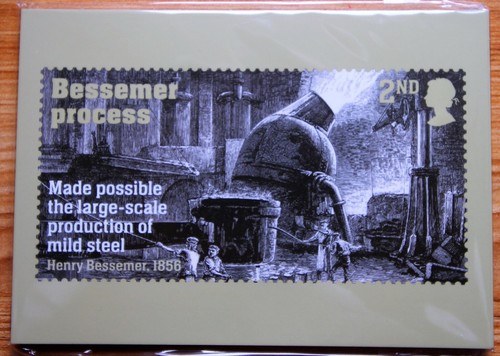 Bessemer
process
2ND
Made possible
the large-scale
production of
mild steel
Henry Bessemer, 1856